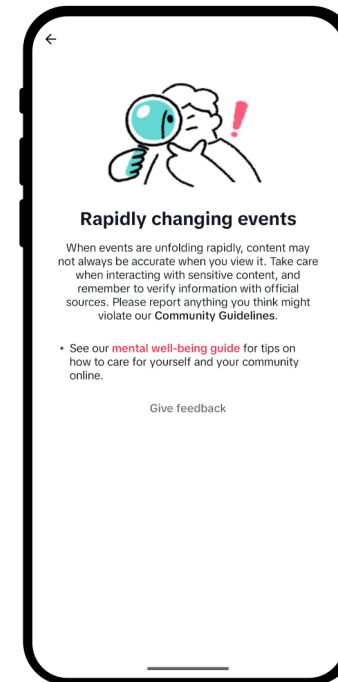 Rapidly changing events
When events are unfolding rapidly, content may
not always be accurate when you view it. Take care
when interacting with sensitive content, and
remember to verify information with official
sources. Please report anything you think might
violate our Community Guidelines.
• See our mental well-being guide for tips on
how to care for yourself and your community
online.
Give feedback